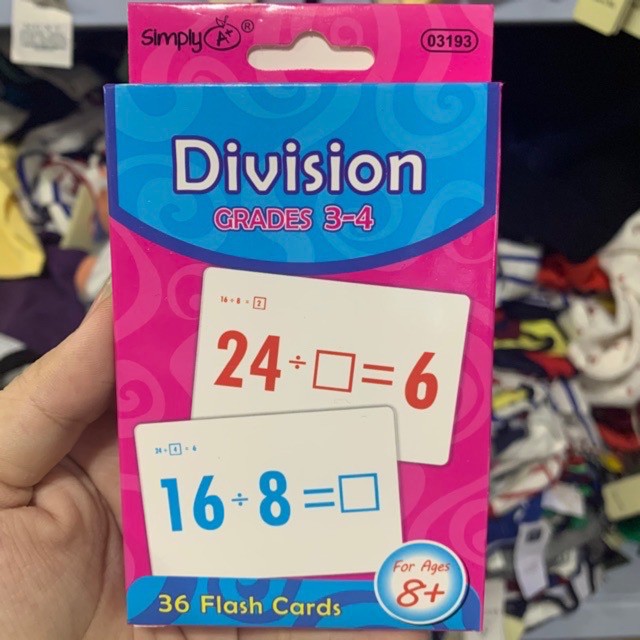 Simply A+ ®
03193
Division
GRADES 3-4
16 ÷ 8 = 2
24 ÷ □ = 6
24 ÷ 4 = 6
16 ÷ 8 = □
For Ages
8+
36 Flash Cards